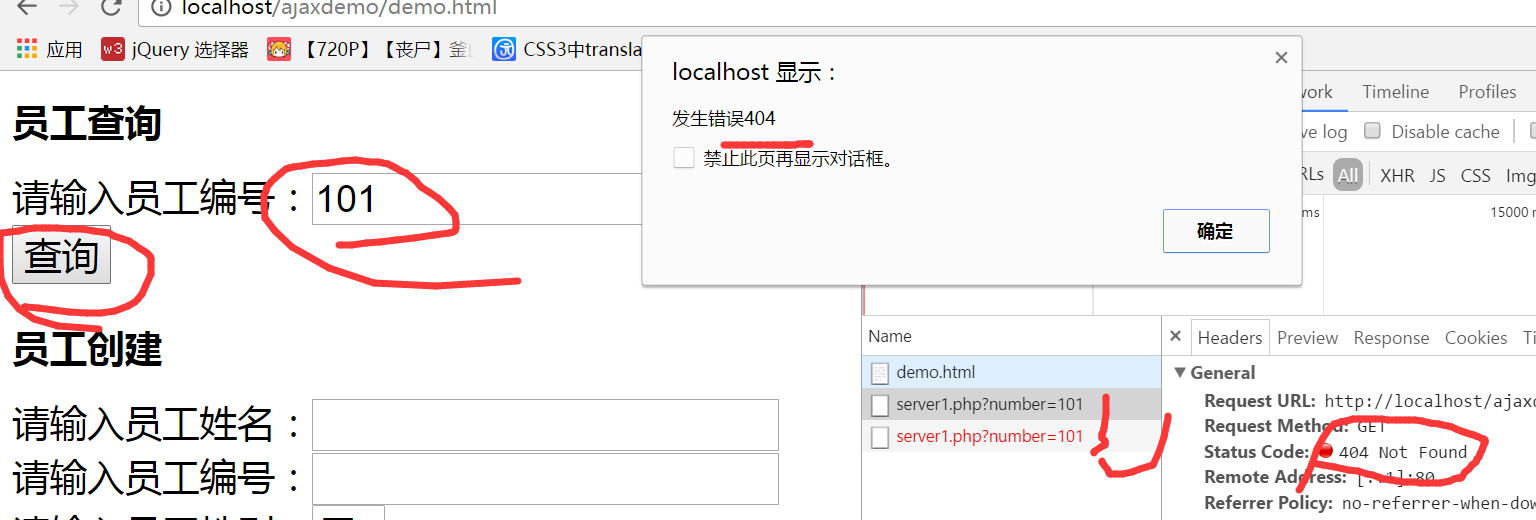 localhost/ajaxdemo/demo.html
应用
w3 jQuery 选择器
【720P】【丧尸】釜
CSS3中transla
localhost 显示：
发生错误404
禁止此页再显示对话框。
确定
员工查询
请输入员工编号：101
查询
员工创建
请输入员工姓名：
请输入员工编号：
work Timeline Profiles
ve log Disable cache
RLs All XHR JS CSS Img
ms 15000 m
Name
demo.html
server1.php?number=101
server1.php?number=101
Headers Preview Response Cookies Ti
General
Request URL: http://localhost/ajaxd
Request Method: GET
Status Code: 404 Not Found
Remote Address: [::1]:80
Referrer Policy: no-referrer-when-dow